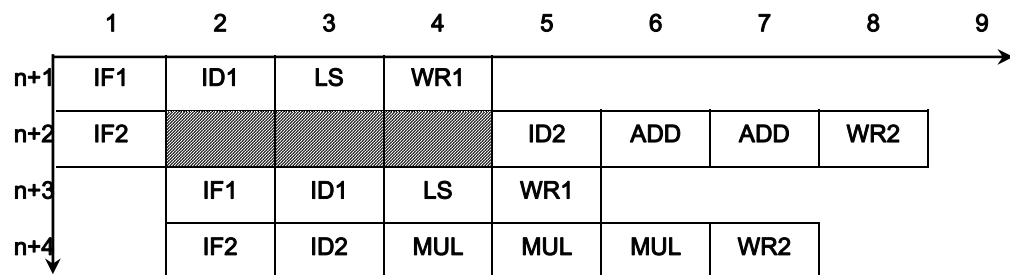 1 2 3 4 5 6 7 8 9
n+1 IF1 ID1 LS WR1
n+2 IF2 ID2 ADD ADD WR2
n+3 IF1 ID1 LS WR1
n+4 IF2 ID2 MUL MUL MUL WR2